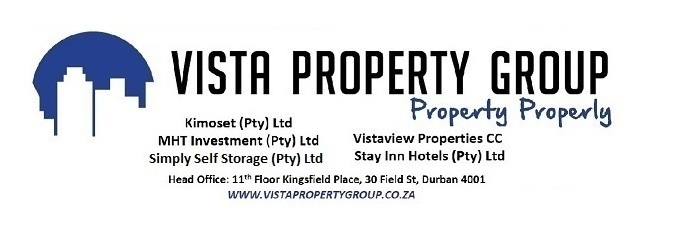 VISTA PROPERTY GROUP
Property Properly
Kimoset (Pty) Ltd
MHT Investment (Pty) Ltd
Simply Self Storage (Pty) Ltd
Vistaview Properties CC
Stay Inn Hotels (Pty) Ltd
Head Office: 11th Floor Kingsfield Place, 30 Field St, Durban 4001
WWW.VISTAPROPERTYGROUP.CO.ZA